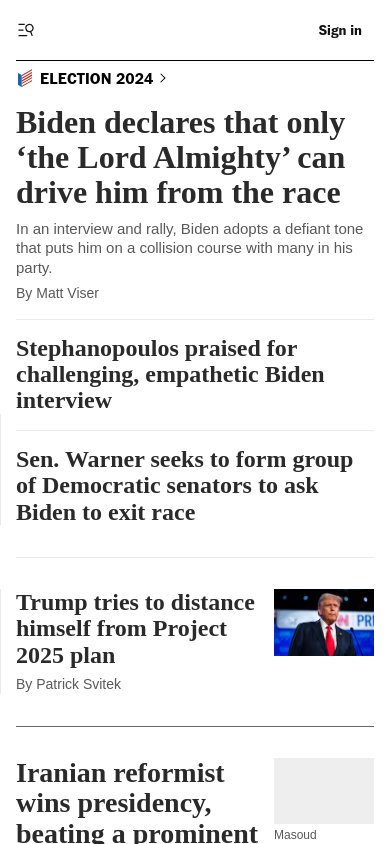 Sign in
ELECTION 2024
Biden declares that only
‘the Lord Almighty’ can
drive him from the race
In an interview and rally, Biden adopts a defiant tone
that puts him on a collision course with many in his
party.
By Matt Viser
Stephanopoulos praised for
challenging, empathetic Biden
interview
Sen. Warner seeks to form group
of Democratic senators to ask
Biden to exit race
Trump tries to distance
himself from Project
2025 plan
By Patrick Svitek
Iranian reformist
wins presidency,
beating a prominent
Masoud